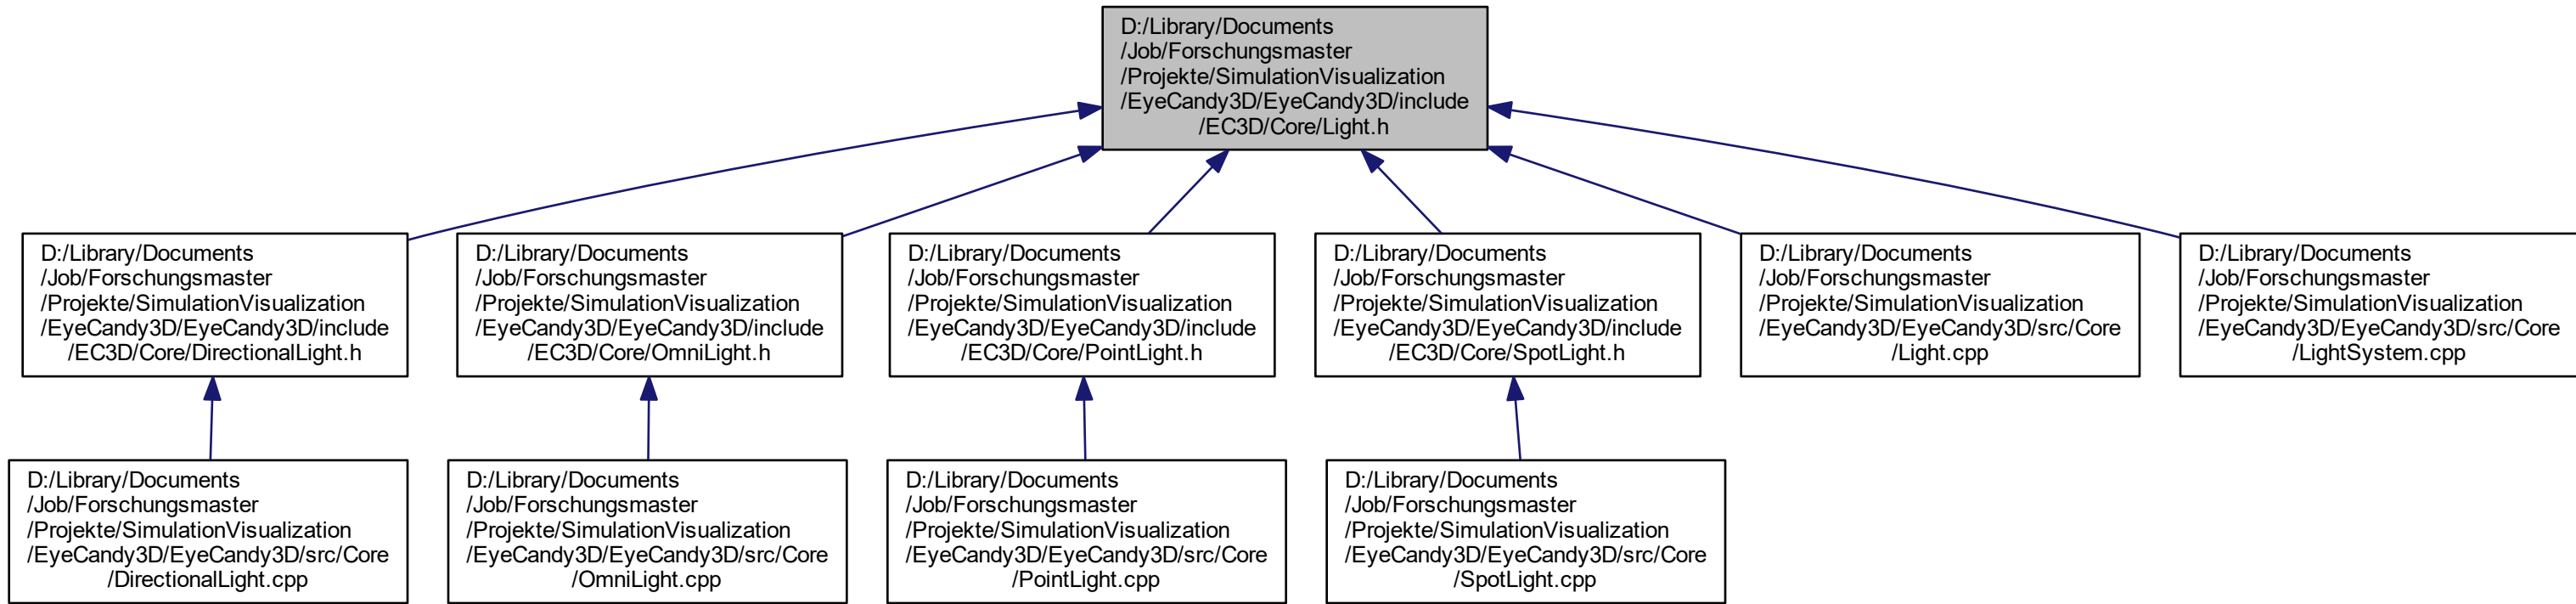 D:/Library/Documents
/Job/Forschungsmaster
/Projekte/SimulationVisualization
/EyeCandy3D/EyeCandy3D/include
/EC3D/Core/Light.h
D:/Library/Documents
/Job/Forschungsmaster
/Projekte/SimulationVisualization
/EyeCandy3D/EyeCandy3D/include
/EC3D/Core/DirectionalLight.h
D:/Library/Documents
/Job/Forschungsmaster
/Projekte/SimulationVisualization
/EyeCandy3D/EyeCandy3D/include
/EC3D/Core/OmniLight.h
D:/Library/Documents
/Job/Forschungsmaster
/Projekte/SimulationVisualization
/EyeCandy3D/EyeCandy3D/include
/EC3D/Core/PointLight.h
D:/Library/Documents
/Job/Forschungsmaster
/Projekte/SimulationVisualization
/EyeCandy3D/EyeCandy3D/include
/EC3D/Core/SpotLight.h
D:/Library/Documents
/Job/Forschungsmaster
/Projekte/SimulationVisualization
/EyeCandy3D/EyeCandy3D/src/Core
/Light.cpp
D:/Library/Documents
/Job/Forschungsmaster
/Projekte/SimulationVisualization
/EyeCandy3D/EyeCandy3D/src/Core
/LightSystem.cpp
D:/Library/Documents
/Job/Forschungsmaster
/Projekte/SimulationVisualization
/EyeCandy3D/EyeCandy3D/src/Core
/DirectionalLight.cpp
D:/Library/Documents
/Job/Forschungsmaster
/Projekte/SimulationVisualization
/EyeCandy3D/EyeCandy3D/src/Core
/OmniLight.cpp
D:/Library/Documents
/Job/Forschungsmaster
/Projekte/SimulationVisualization
/EyeCandy3D/EyeCandy3D/src/Core
/PointLight.cpp
D:/Library/Documents
/Job/Forschungsmaster
/Projekte/SimulationVisualization
/EyeCandy3D/EyeCandy3D/src/Core
/SpotLight.cpp